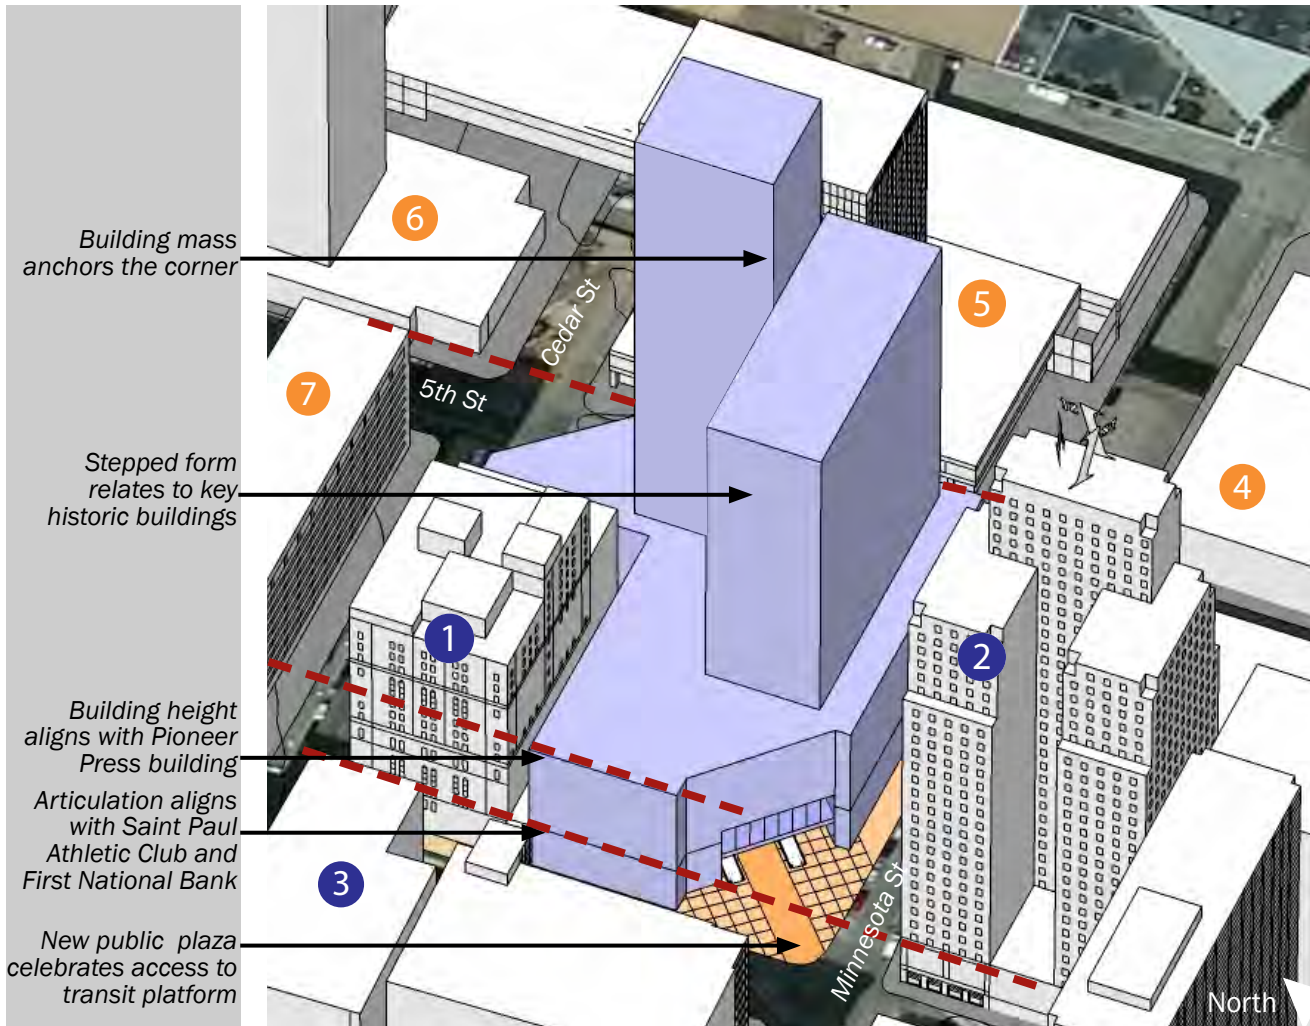 Building mass
anchors the corner
Stepped form
relates to key
historic buildings
Building height
aligns with Pioneer
Press building
Articulation aligns
with Saint Paul
Athletic Club and
First National Bank
New public plaza
celebrates access to
transit platform
6
Cedar St
5
7
5th St
4
1
2
3
Minnesota St
North